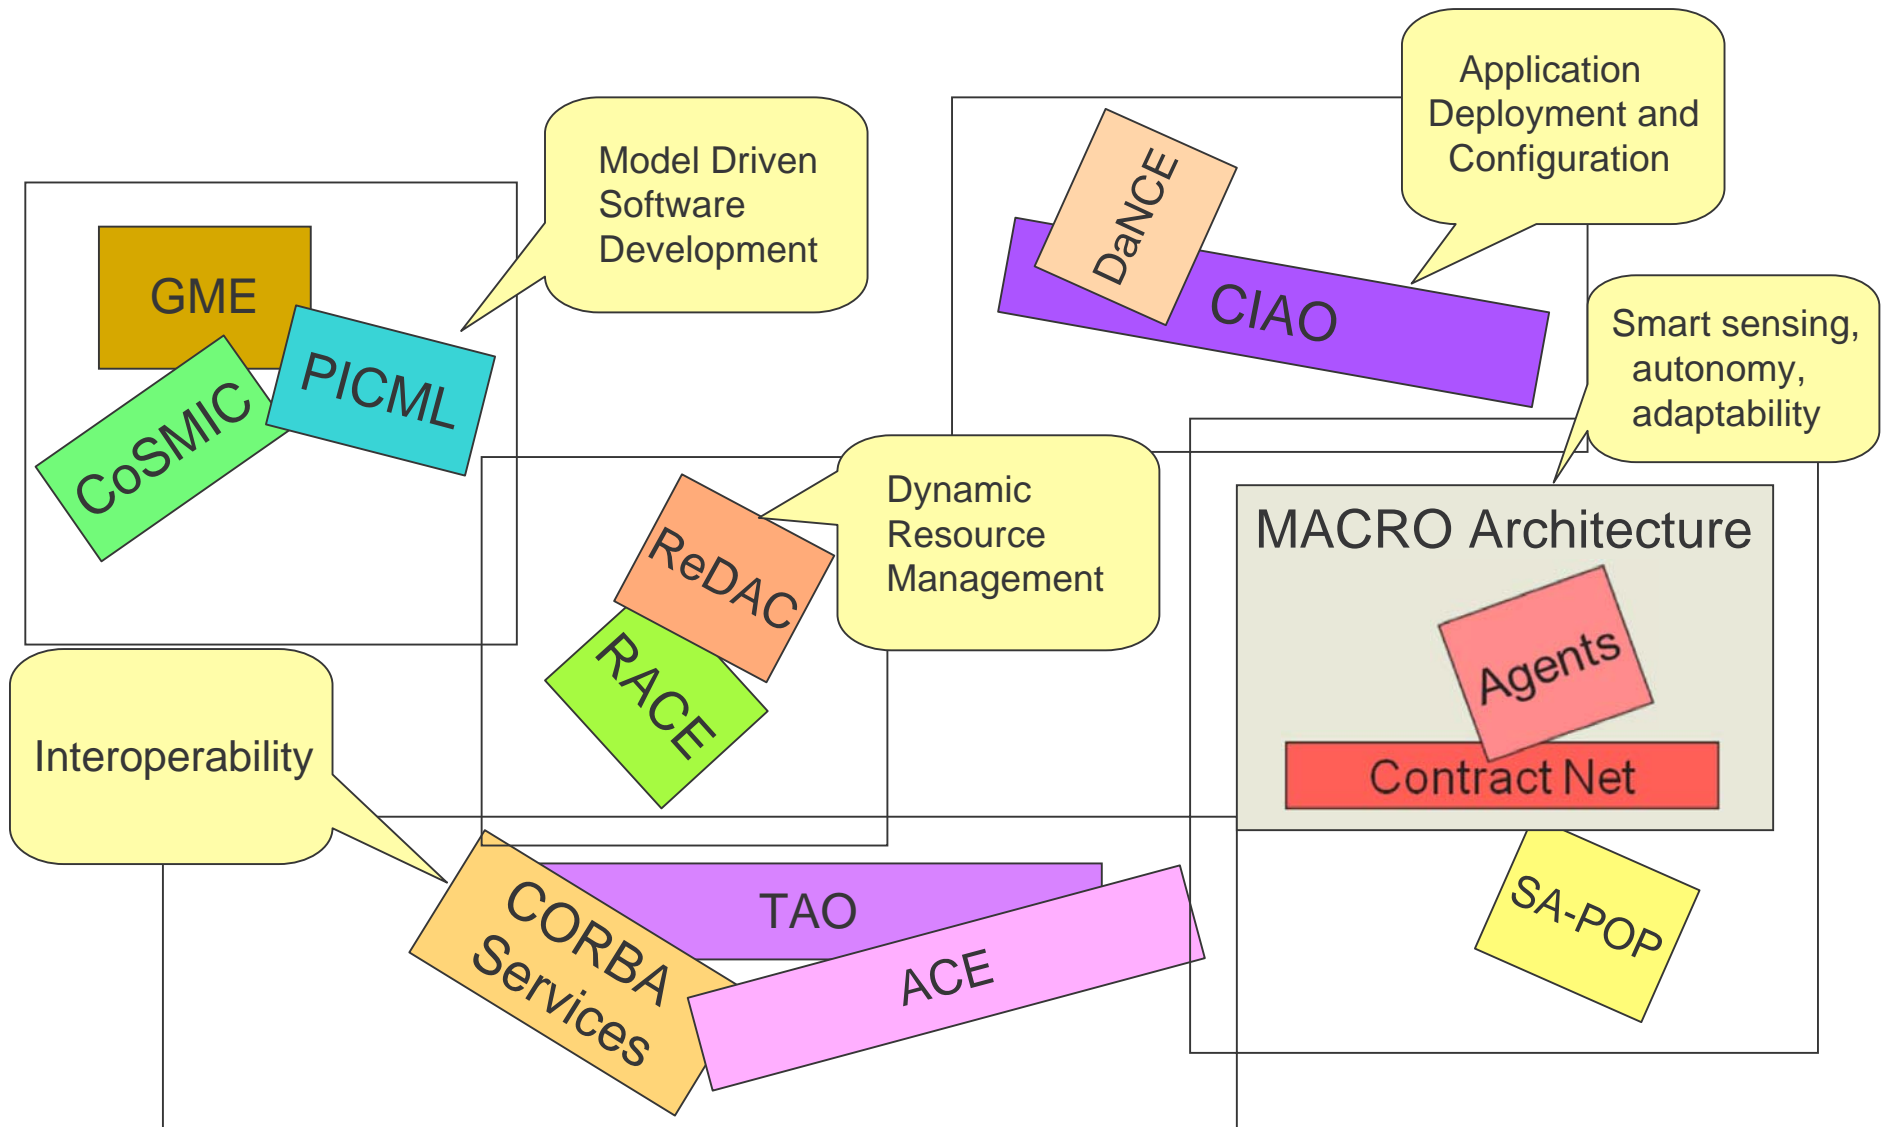 Application
Deployment and
Configuration
Model Driven
Software
Development
DaNCE
CIAO
GME
PICML
CoSMIC
Smart sensing,
autonomy,
adaptability
Dynamic
Resource
Management
ReDAC
RACE
MACRO Architecture
Agents
Contract Net
SA-POP
Interoperability
CORBA
Services
TAO
ACE